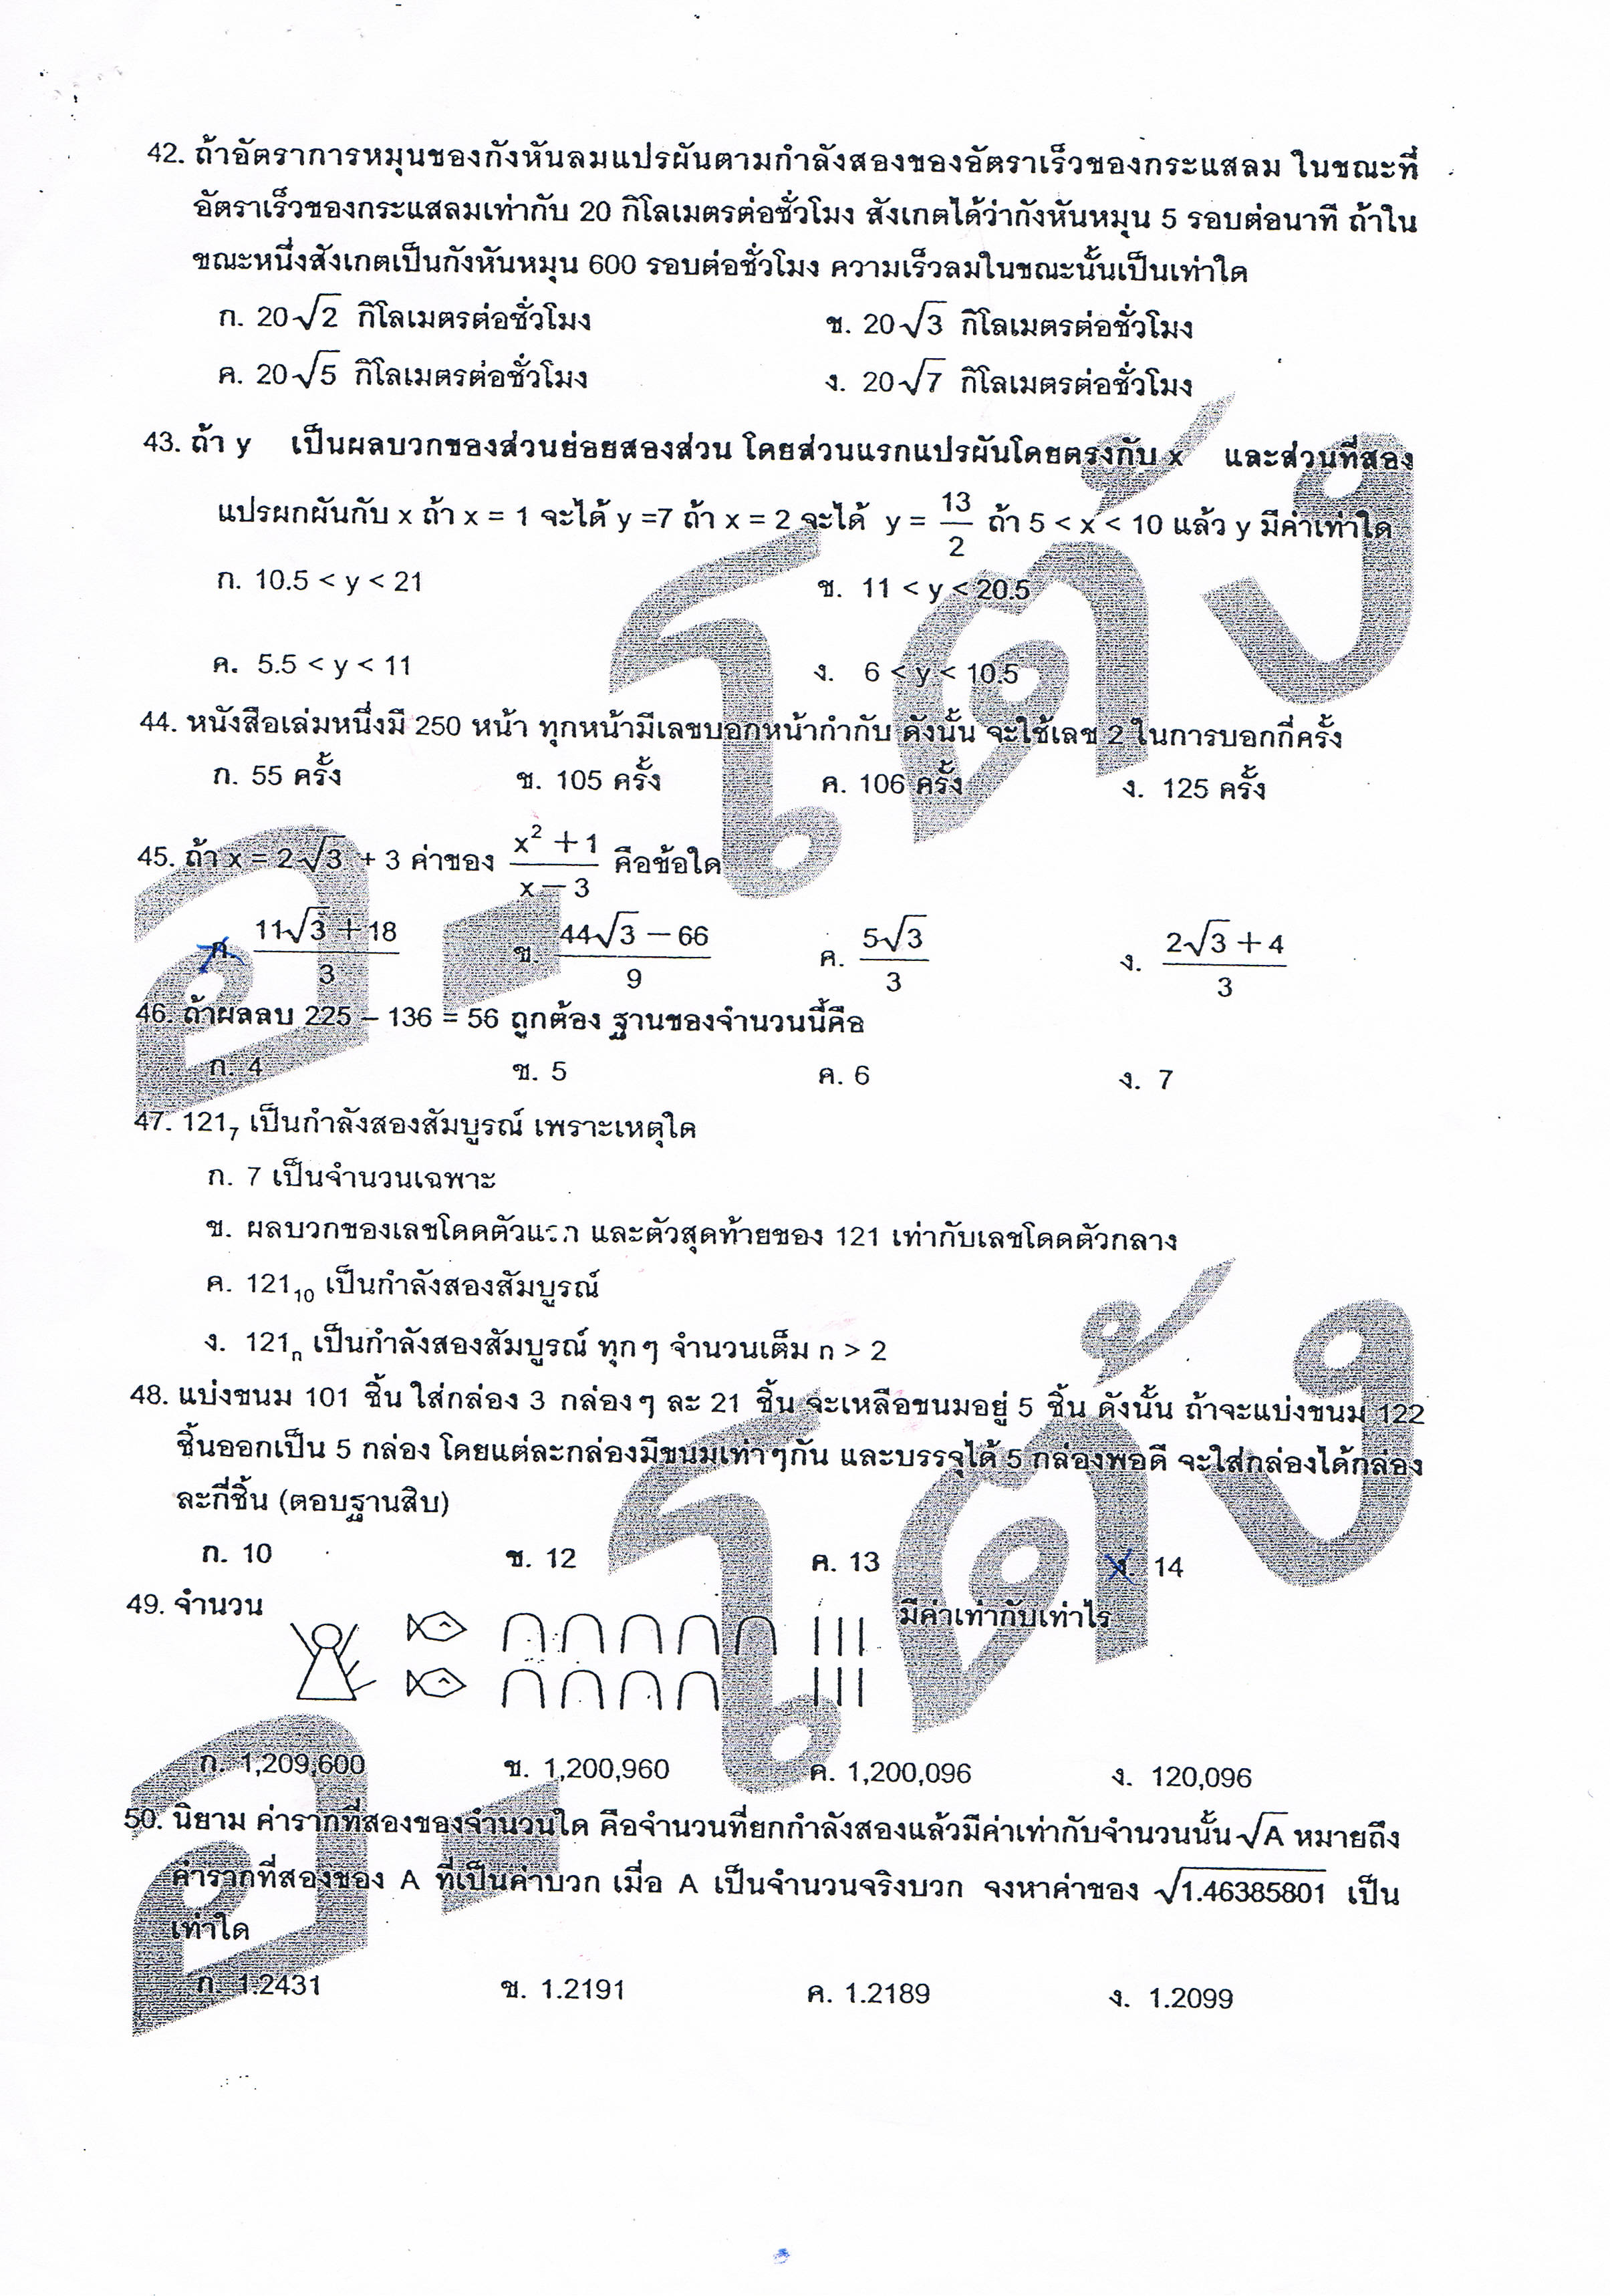 42. ถ้าอัตราการหมุนของกังหันลมแปรผันตามกำลังสองของอัตราเร็วของกระแสลม ในขณะที่
อัตราเร็วของกระแสลมเท่ากับ 20 กิโลเมตรต่อชั่วโมง สังเกตได้ว่ากังหันหมุน 5 รอบต่อนาที ถ้าใน
ขณะหนึ่งสังเกตเป็นกังหันหมุน 600 รอบต่อชั่วโมง ความเร็วลมในขณะนั้นเป็นเท่าใด
ก. 20√2 กิโลเมตรต่อชั่วโมง ข. 20√3 กิโลเมตรต่อชั่วโมง
ค. 20√5 กิโลเมตรต่อชั่วโมง ง. 20√7 กิโลเมตรต่อชั่วโมง
43. ถ้า y เป็นผลบวกของส่วนย่อยสองส่วน โดยส่วนแรกแปรผันโดยตรงกับ x และส่วนที่สอง
แปรผกผันกับ x ถ้า x = 1 จะได้ y =7 ถ้า x = 2 จะได้ y = 13/2 ถ้า 5 < x < 10 แล้ว y มีค่าเท่าใด
ก. 10.5 < y < 21 ข. 11 < y < 20.5
ค. 5.5 < y < 11 ง. 6 < y < 10.5
44. หนังสือเล่มหนึ่งมี 250 หน้า ทุกหน้ามีเลขบอกหน้ากำกับ ดังนั้น จะใช้เลข 2 ในการบอกกี่ครั้ง
ก. 55 ครั้ง ข. 105 ครั้ง ค. 106 ครั้ง ง. 125 ครั้ง
45. ถ้า x = 2√3 + 3 ค่าของ (x² + 1)/(x − 3) คือข้อใด
ก. (11√3 + 18)/3 ข. (44√3 − 66)/9 ค. 5√3/3 ง. (2√3 + 4)/3
46. ถ้าผลลบ 225 – 136 = 56 ถูกต้อง ฐานของจำนวนนี้คือ
ก. 4 ข. 5 ค. 6 ง. 7
47. 121₇ เป็นกำลังสองสัมบูรณ์ เพราะเหตุใด
ก. 7 เป็นจำนวนเฉพาะ
ข. ผลบวกของเลขโดดตัวแรก และตัวสุดท้ายของ 121 เท่ากับเลขโดดตัวกลาง
ค. 121₁₀ เป็นกำลังสองสัมบูรณ์
ง. 121ₙ เป็นกำลังสองสัมบูรณ์ ทุกๆ จำนวนเต็ม n > 2
48. แบ่งขนม 101 ชิ้น ใส่กล่อง 3 กล่องๆ ละ 21 ชิ้น จะเหลือขนมอยู่ 5 ชิ้น ดังนั้น ถ้าจะแบ่งขนม 122
ชิ้นออกเป็น 5 กล่อง โดยแต่ละกล่องมีขนมเท่าๆกัน และบรรจุได้ 5 กล่องพอดี จะใส่กล่องได้กล่อง
ละกี่ชิ้น (ตอบฐานสิบ)
ก. 10 ข. 12 ค. 13 ง. 14
49. จำนวน มีค่าเท่ากับเท่าไร
ก. 1,209,600 ข. 1,200,960 ค. 1,200,096 ง. 120,096
50. นิยาม ค่ารากที่สองของจำนวนใด คือจำนวนที่ยกกำลังสองแล้วมีค่าเท่ากับจำนวนนั้น √A หมายถึง
ค่ารากที่สองของ A ที่เป็นค่าบวก เมื่อ A เป็นจำนวนจริงบวก จงหาค่าของ √1.46385801 เป็น
เท่าใด
ก. 1.2431 ข. 1.2191 ค. 1.2189 ง. 1.2099